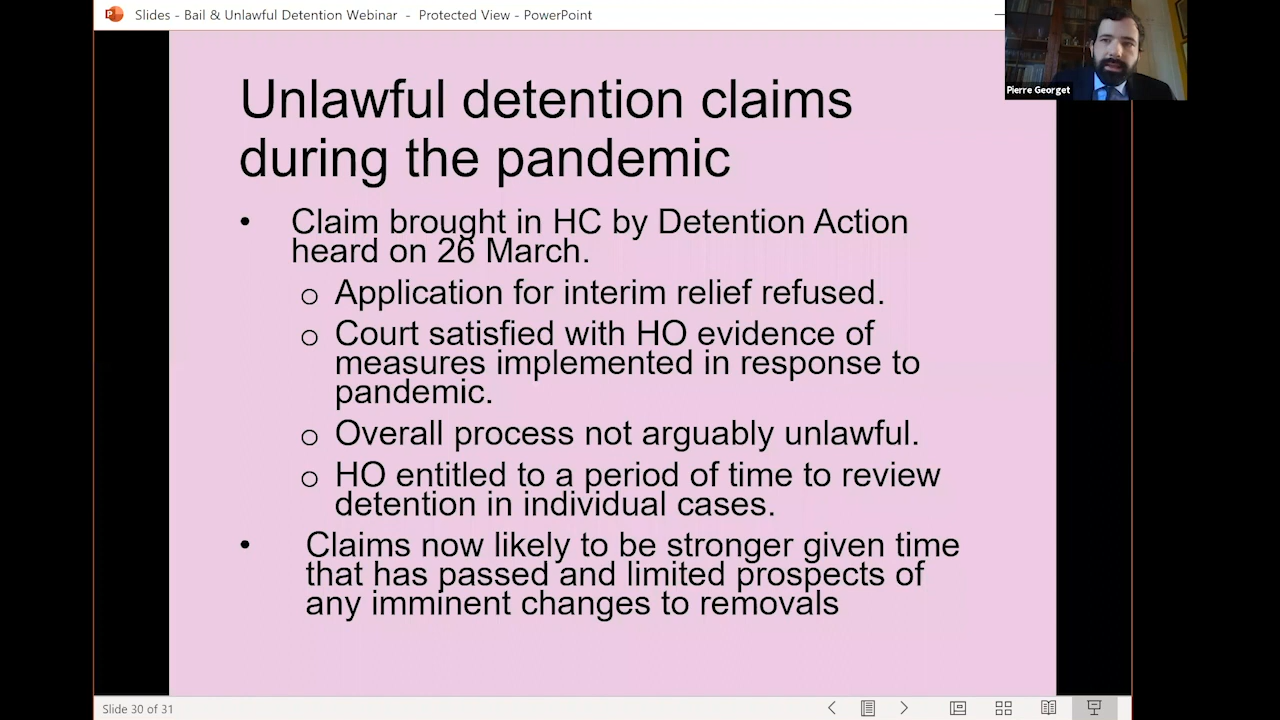 Slides - Bail & Unlawful Detention Webinar - Protected View - PowerPoint
Pierre Georget
Unlawful detention claims
during the pandemic
• Claim brought in HC by Detention Action
heard on 26 March.
o Application for interim relief refused.
o Court satisfied with HO evidence of
measures implemented in response to
pandemic.
o Overall process not arguably unlawful.
o HO entitled to a period of time to review
detention in individual cases.
• Claims now likely to be stronger given time
that has passed and limited prospects of
any imminent changes to removals
Slide 30 of 31